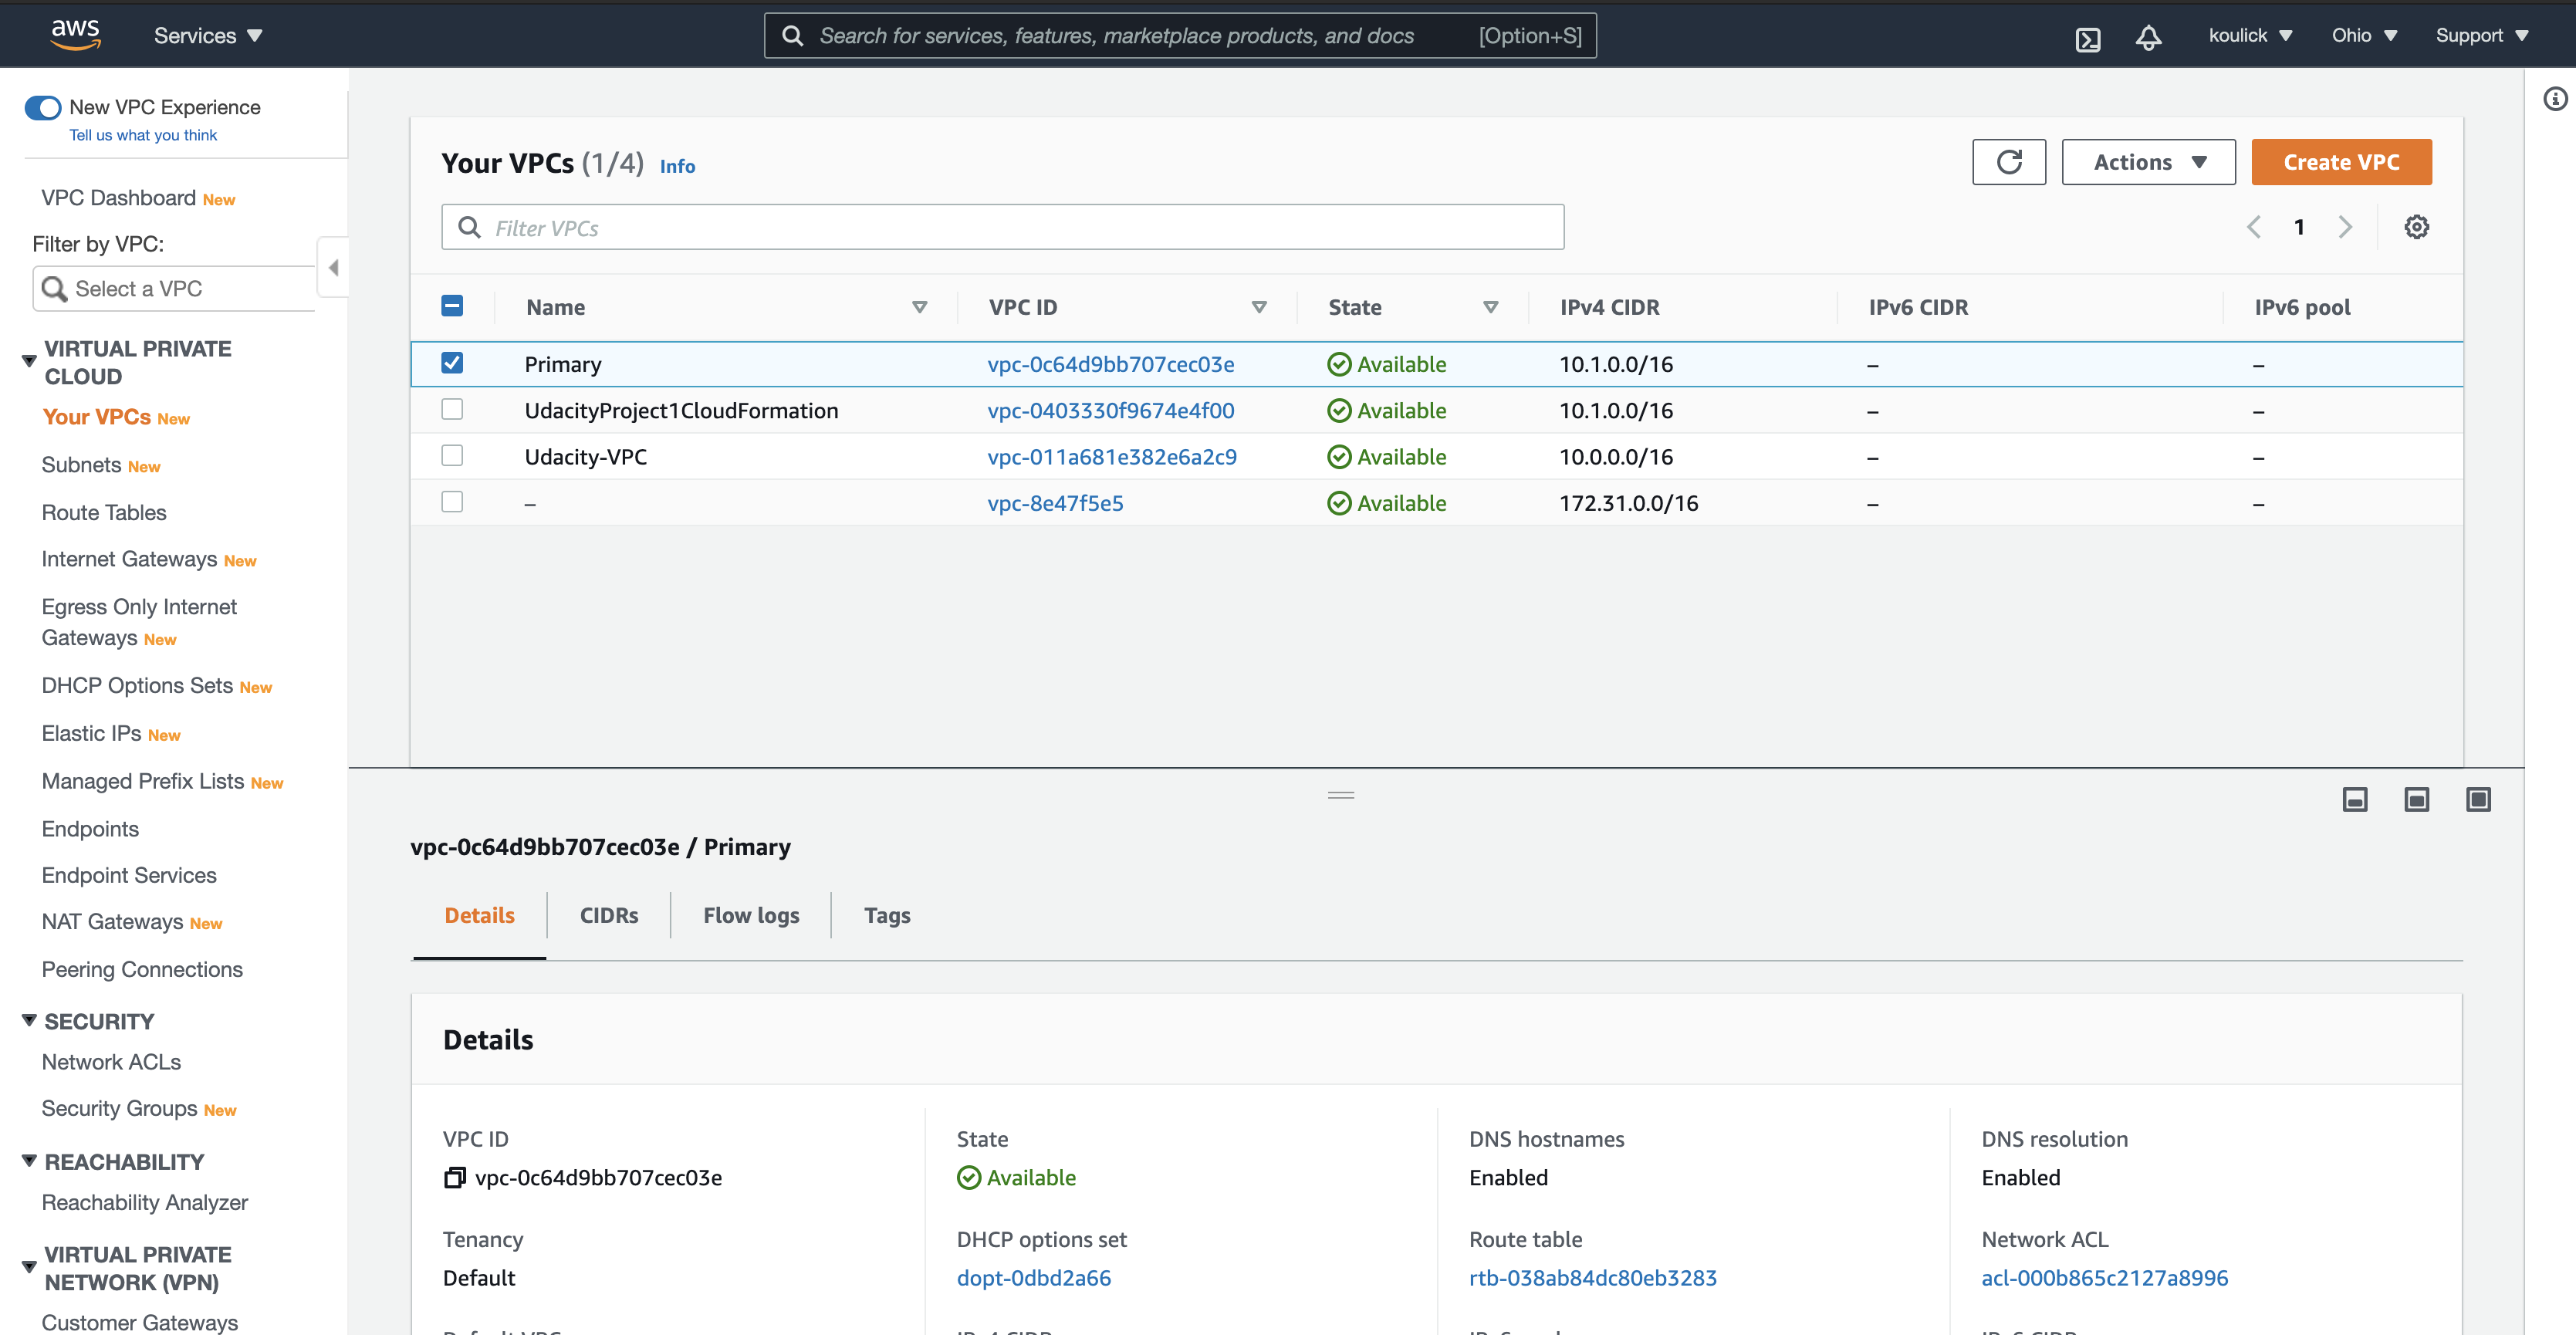 aws
Services
Search for services, features, marketplace products, and docs [Option+S]
koulick
Ohio
Support
New VPC Experience
Tell us what you think
VPC Dashboard New
Filter by VPC:
Select a VPC
VIRTUAL PRIVATE
CLOUD
Your VPCs New
Subnets New
Route Tables
Internet Gateways New
Egress Only Internet
Gateways New
DHCP Options Sets New
Elastic IPs New
Managed Prefix Lists New
Endpoints
Endpoint Services
NAT Gateways New
Peering Connections
SECURITY
Network ACLs
Security Groups New
REACHABILITY
Reachability Analyzer
VIRTUAL PRIVATE
NETWORK (VPN)
Customer Gateways
Your VPCs (1/4) Info
Actions
Create VPC
Filter VPCs
1
Name VPC ID State IPv4 CIDR IPv6 CIDR IPv6 pool
Primary vpc-0c64d9bb707cec03e Available 10.1.0.0/16 – –
UdacityProject1CloudFormation vpc-0403330f9674e4f00 Available 10.1.0.0/16 – –
Udacity-VPC vpc-011a681e382e6a2c9 Available 10.0.0.0/16 – –
– vpc-8e47f5e5 Available 172.31.0.0/16 – –
vpc-0c64d9bb707cec03e / Primary
Details CIDRs Flow logs Tags
Details
VPC ID State DNS hostnames DNS resolution
vpc-0c64d9bb707cec03e Available Enabled Enabled
Tenancy DHCP options set Route table Network ACL
Default dopt-0dbd2a66 rtb-038ab84dc80eb3283 acl-000b865c2127a8996